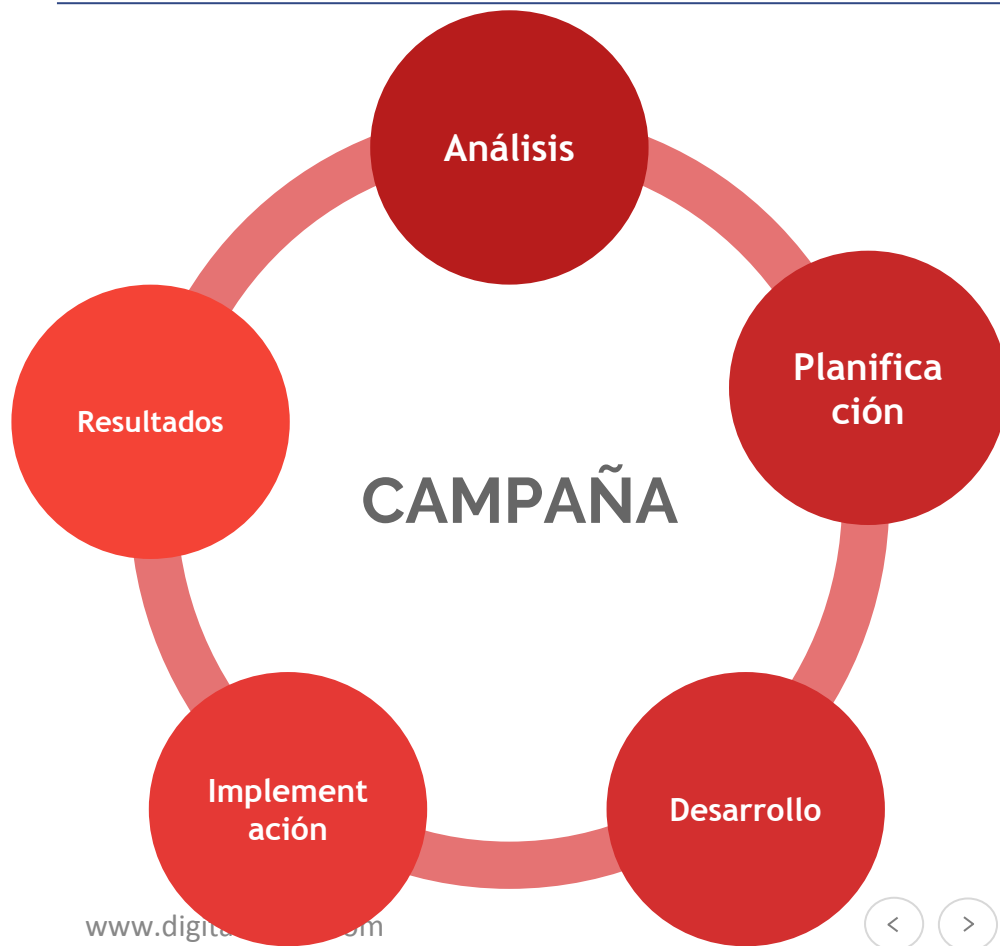 Análisis
Planifica
ción
Resultados
CAMPAÑA
Implement
ación
Desarrollo